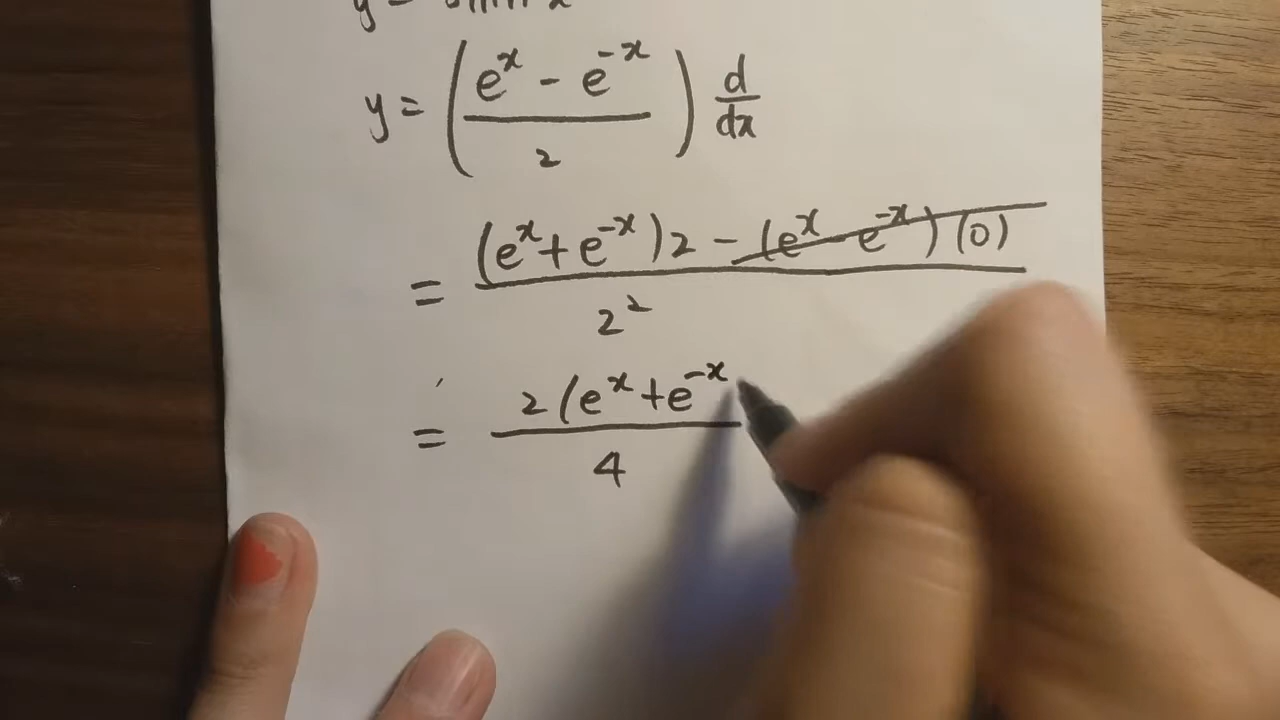 y =
y = (e^x - e^-x / 2) d/dx
= (e^x + e^-x)2 - (e^x - e^-x)(0) / 2^2
= 2(e^x + e^-x / 4